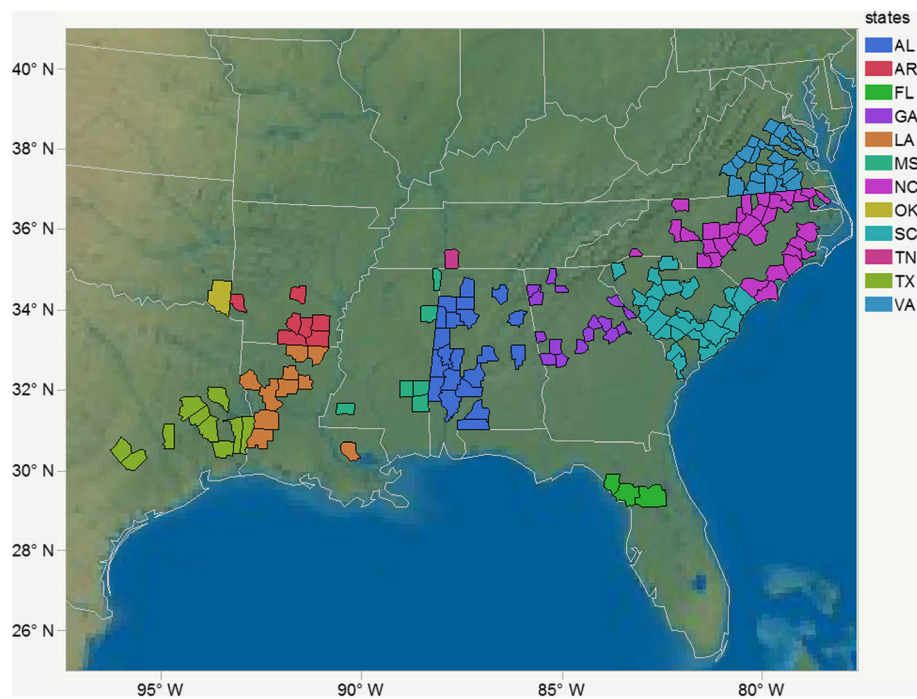 states
AL
AR
FL
GA
LA
MS
NC
OK
SC
TN
TX
VA
40° N
38° N
36° N
34° N
32° N
30° N
28° N
26° N
95° W
90° W
85° W
80° W